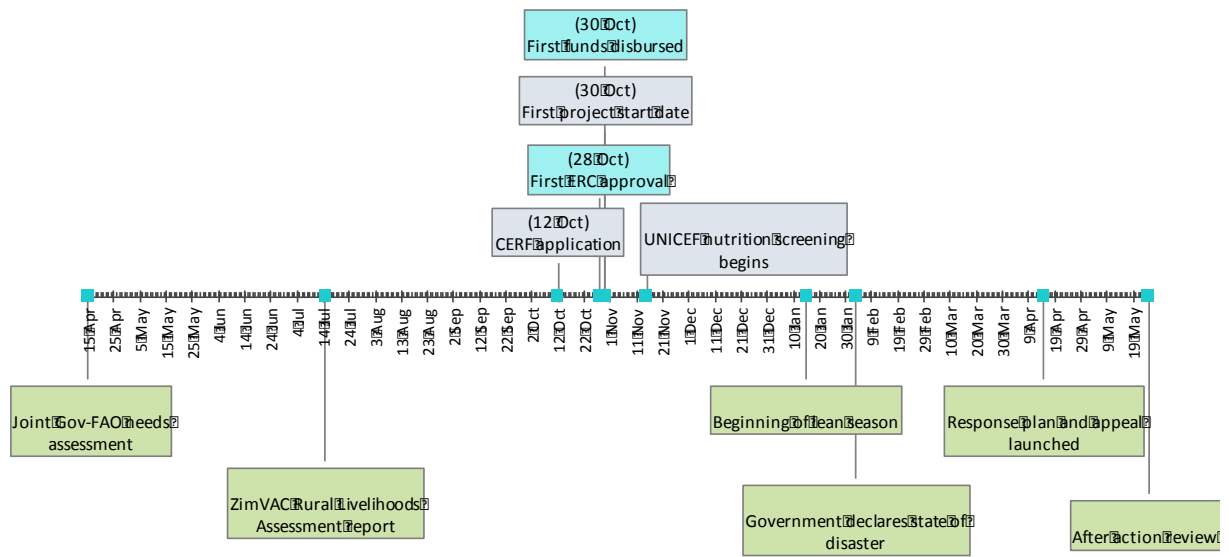 (30 Oct)
First funds disbursed
(30 Oct)
First project start date
(28 Oct)
First ERC approval
(12 Oct)
CERF application
UNICEF nutrition screening
begins
15 Apr
25 Apr
5 May
15 May
25 May
4 Jun
14 Jun
24 Jun
4 Jul
14 Jul
24 Jul
3 Aug
13 Aug
23 Aug
2 Sep
12 Sep
22 Sep
2 Oct
12 Oct
22 Oct
1 Nov
11 Nov
21 Nov
1 Dec
11 Dec
21 Dec
31 Dec
10 Jan
20 Jan
30 Jan
9 Feb
19 Feb
29 Feb
10 Mar
20 Mar
30 Mar
9 Apr
19 Apr
29 Apr
9 May
19 May
Joint Gov-FAO needs
assessment
ZimVAC Rural Livelihoods
Assessment report
Beginning of lean season
Government declares state of
disaster
Response plan and appeal
launched
After action review